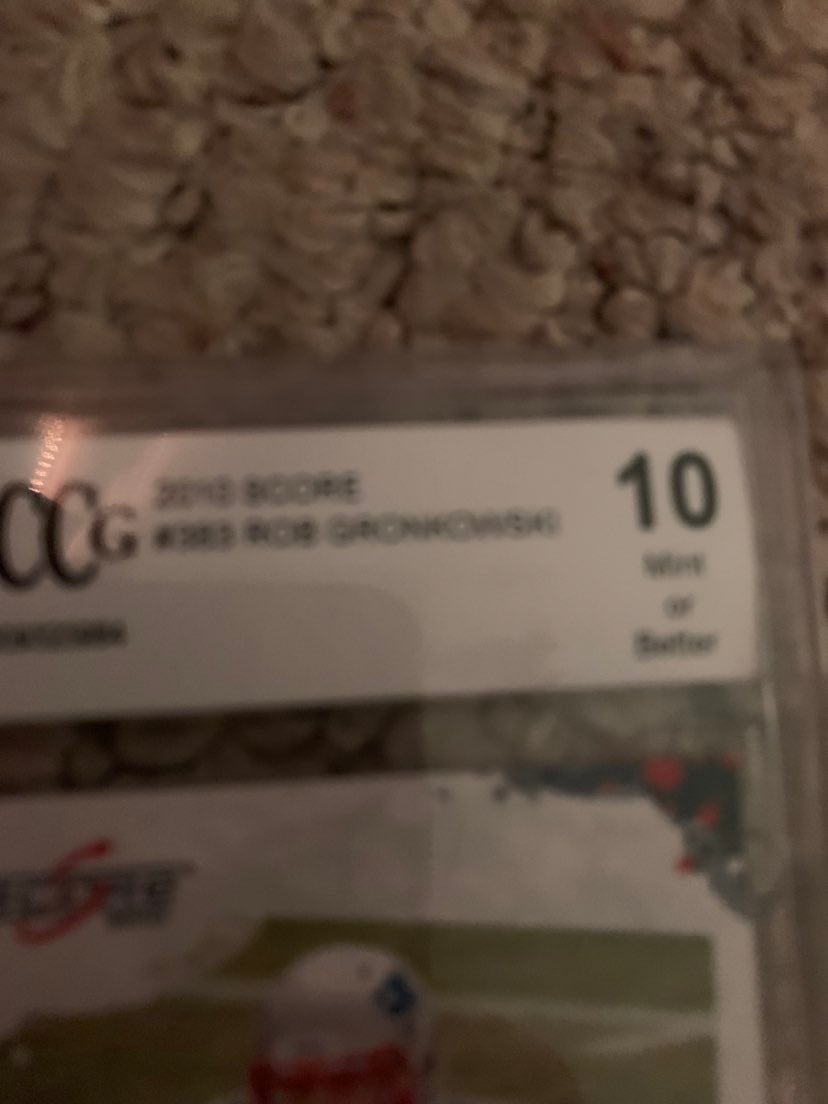 CCG
2010 SCORE
#383 ROB GRONKOWSKI
10
Mint
or
Better